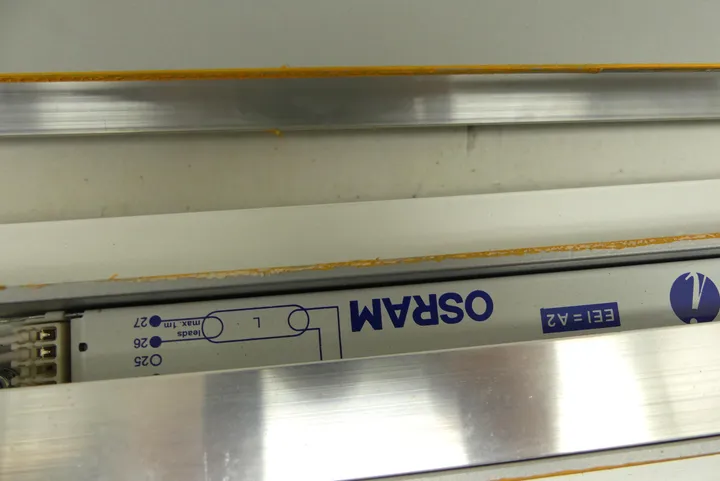 OSRAM
EEI = A2
L
25
26
27
leads
max. 1m